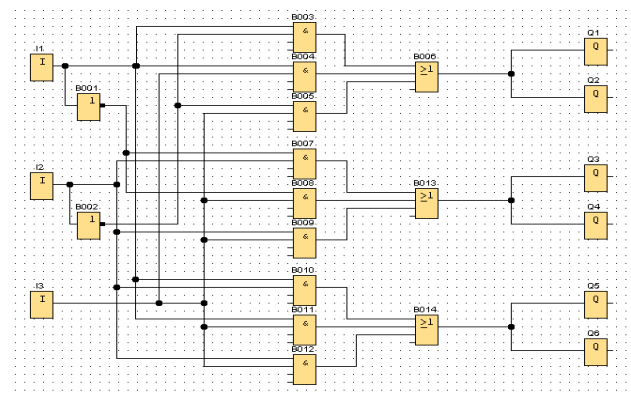 B003
&
I1
I
B004
&
B006
≥1
Q1
Q
B001
1
B005
&
Q2
Q
B007
&
I2
I
B008
&
B013
≥1
Q3
Q
B002
1
B009
&
Q4
Q
B010
&
I3
I
B011
&
B014
≥1
Q5
Q
B012
&
Q6
Q